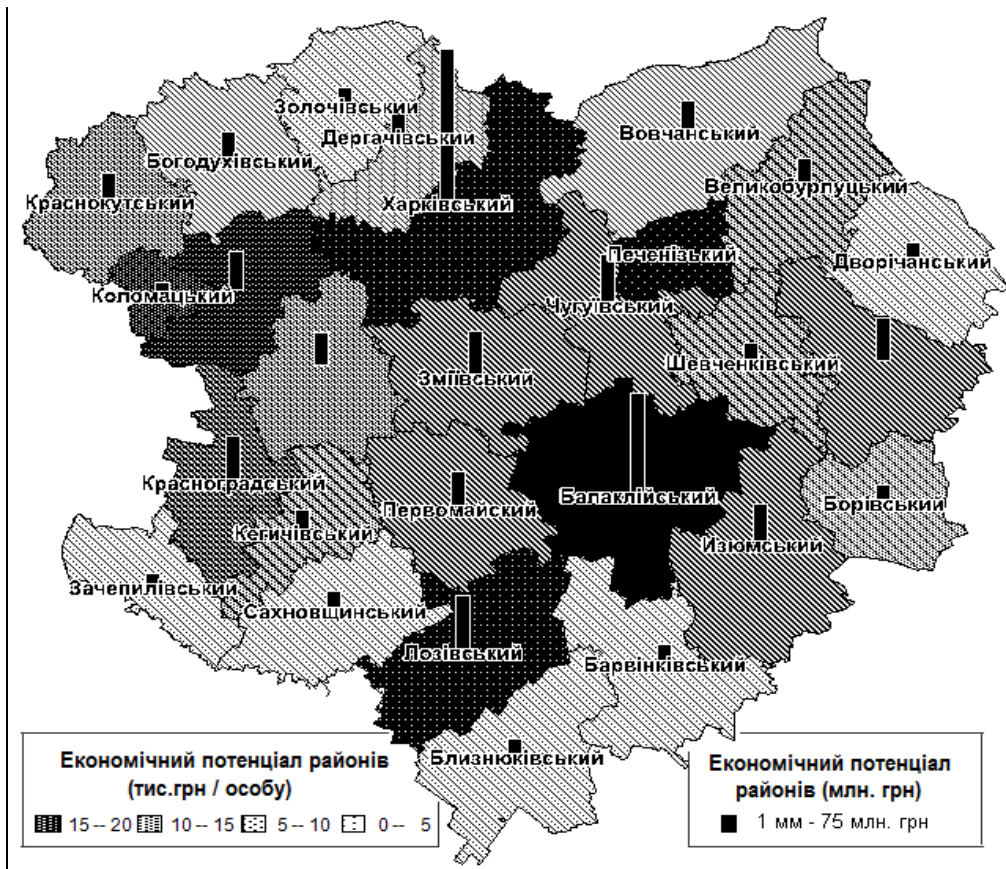 Золочівський
Дергачівський
Вовчанський
Богодухівський
Великобурлуцький
Краснокутський
Харківський
Печенізький
Дворічанський
Коломацький
Чугуївський
Шевченківський
Зміївський
Красноградський
Первомайский
Балаклійський
Борівський
Кегичівський
Изюмський
Зачепилівський
Сахновщинський
Лозівський
Барвінківський
Близнюківський
Економічний потенціал районів
(тис.грн / особу)
15 -- 20 10 -- 15 5 -- 10 0 -- 5
Економічний потенціал
районів (млн. грн)
1 мм - 75 млн. грн